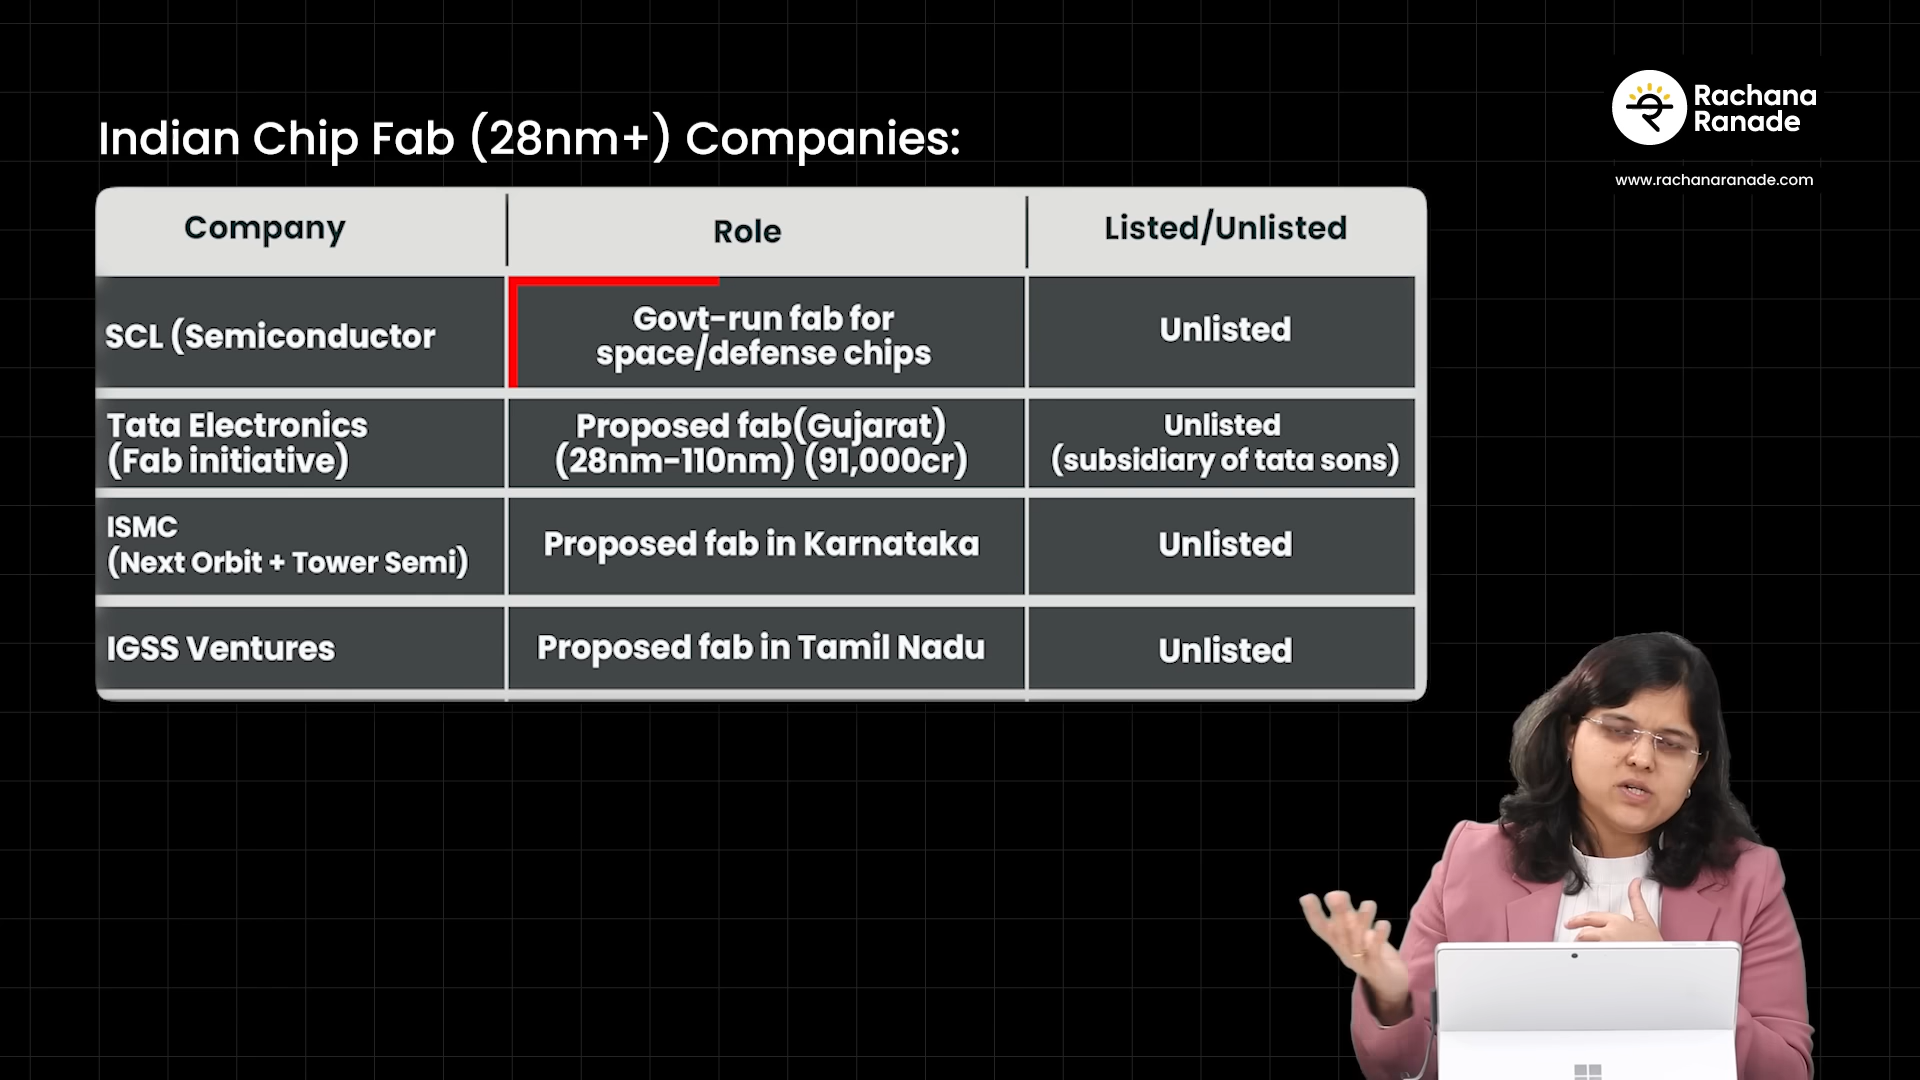 Rachana
Ranade
www.rachanaranade.com
Indian Chip Fab (28nm+) Companies:
Company
Role
Listed/Unlisted
SCL (Semiconductor
Govt-run fab for
space/defense chips
Unlisted
Tata Electronics
(Fab initiative)
Proposed fab(Gujarat)
(28nm-110nm) (91,000cr)
Unlisted
(subsidiary of tata sons)
ISMC
(Next Orbit + Tower Semi)
Proposed fab in Karnataka
Unlisted
IGSS Ventures
Proposed fab in Tamil Nadu
Unlisted